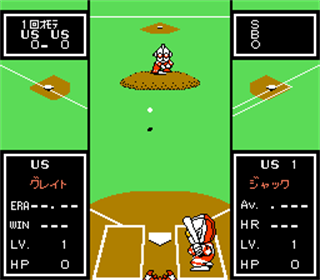 1回オモテ
US US
0- 0
S
B
O
US
グレイト
ERA--.--
WIN ---
LV. 1
HP 0
US 1
ジャック
Av. .---
HR ---
LV. 1
HP 0